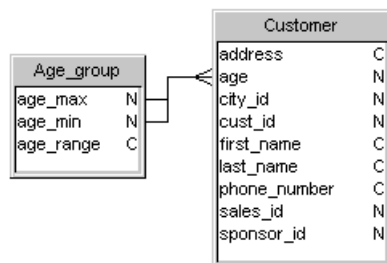 Age_group
age_max N
age_min N
age_range C
Customer
address C
age N
city_id N
cust_id N
first_name C
last_name C
phone_number C
sales_id N
sponsor_id N